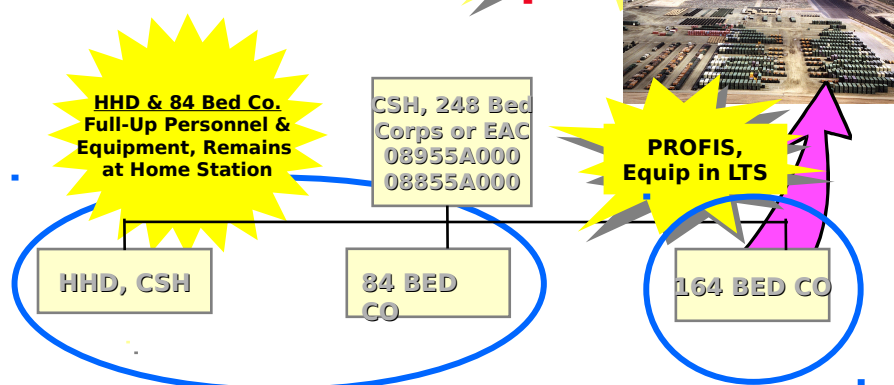 HHD & 84 Bed Co.
Full-Up Personnel &
Equipment, Remains
at Home Station
CSH, 248 Bed
Corps or EAC
08955A000
08855A000
PROFIS,
Equip in LTS
HHD, CSH
84 BED
CO
164 BED CO